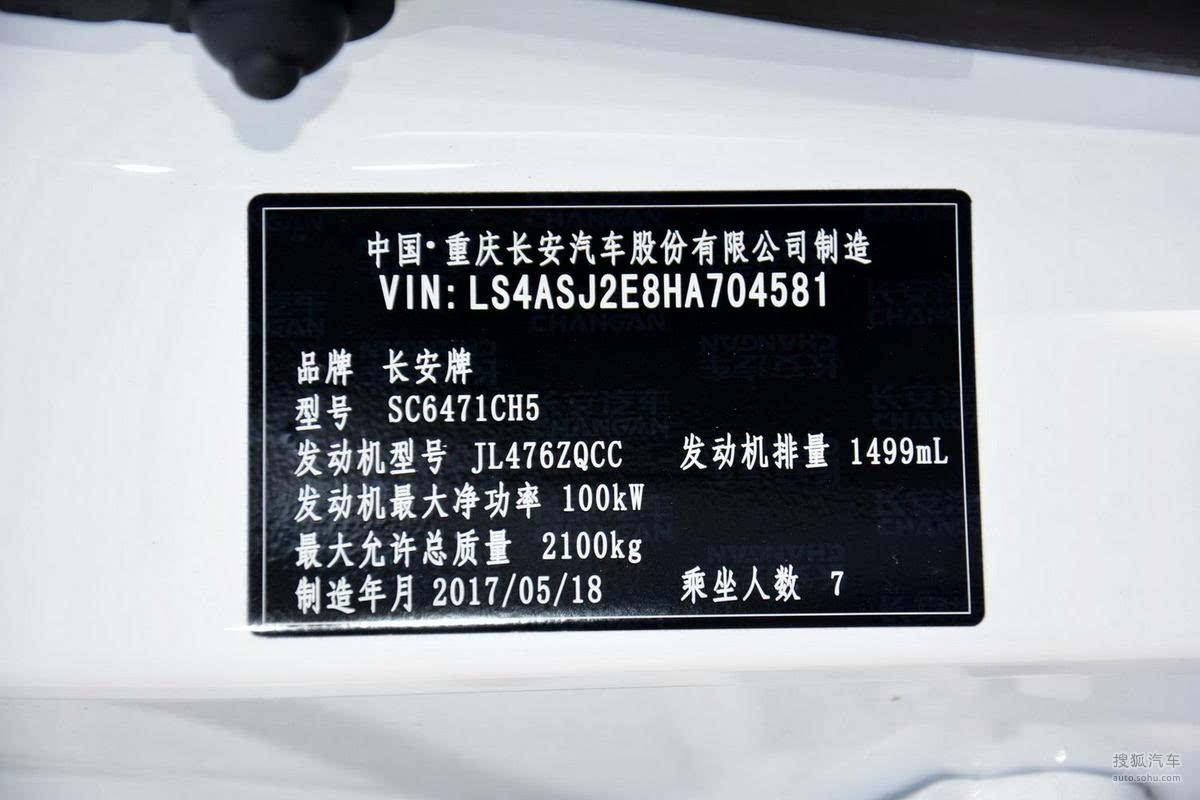 中国·重庆长安汽车股份有限公司制造
VIN: LS4ASJ2E8HA704581
品牌 长安牌
型号 SC6471CH5
发动机型号 JL476ZQCC 发动机排量 1499mL
发动机最大净功率 100kW
最大允许总质量 2100kg
制造年月 2017/05/18 乘坐人数 7
搜狐汽车
auto.sohu.com